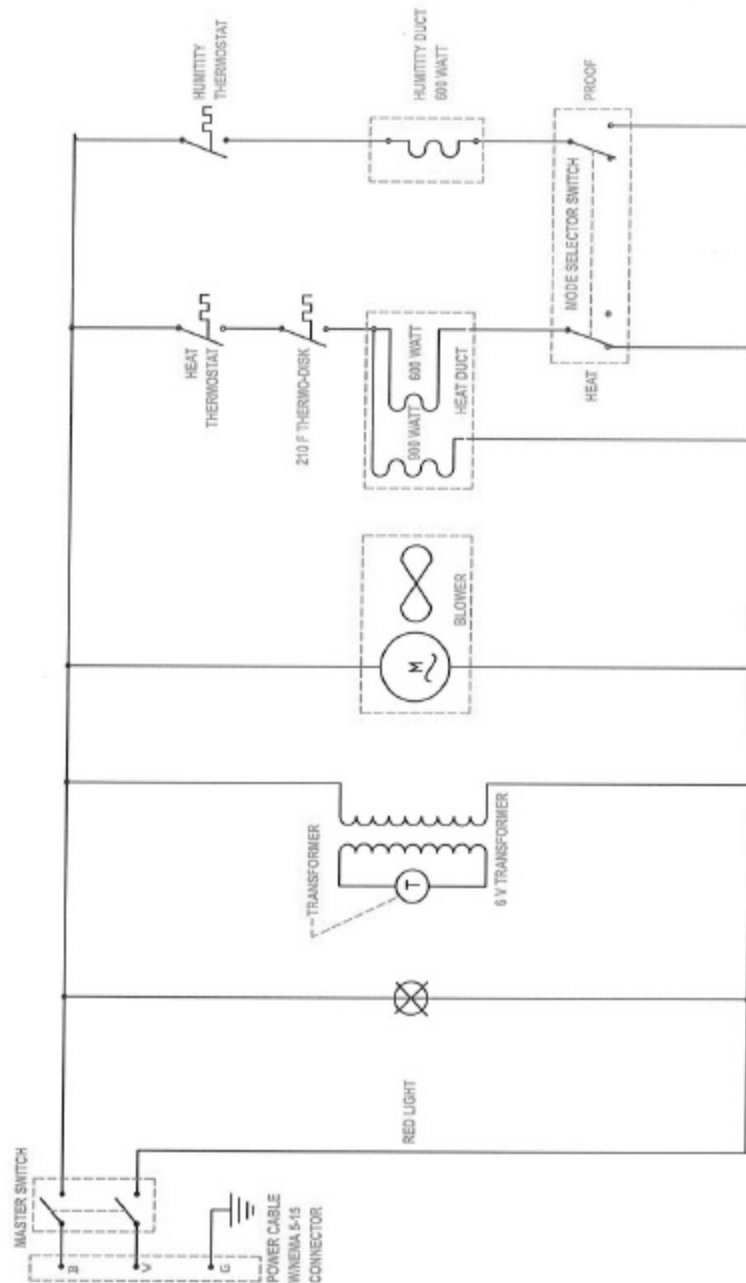 MASTER SWITCH
B
V
G
POWER CABLE
W/NEMA 5-15
CONNECTOR
RED LIGHT
TRANSFORMER
T
6 V TRANSFORMER
M
BLOWER
HEAT
THERMOSTAT
210 F THERMO-DISK
900 WATT
600 WATT
HEAT DUCT
HEAT
MODE SELECTOR SWITCH
HUMITITY
THERMOSTAT
HUMITITY DUCT
600 WATT
PROOF